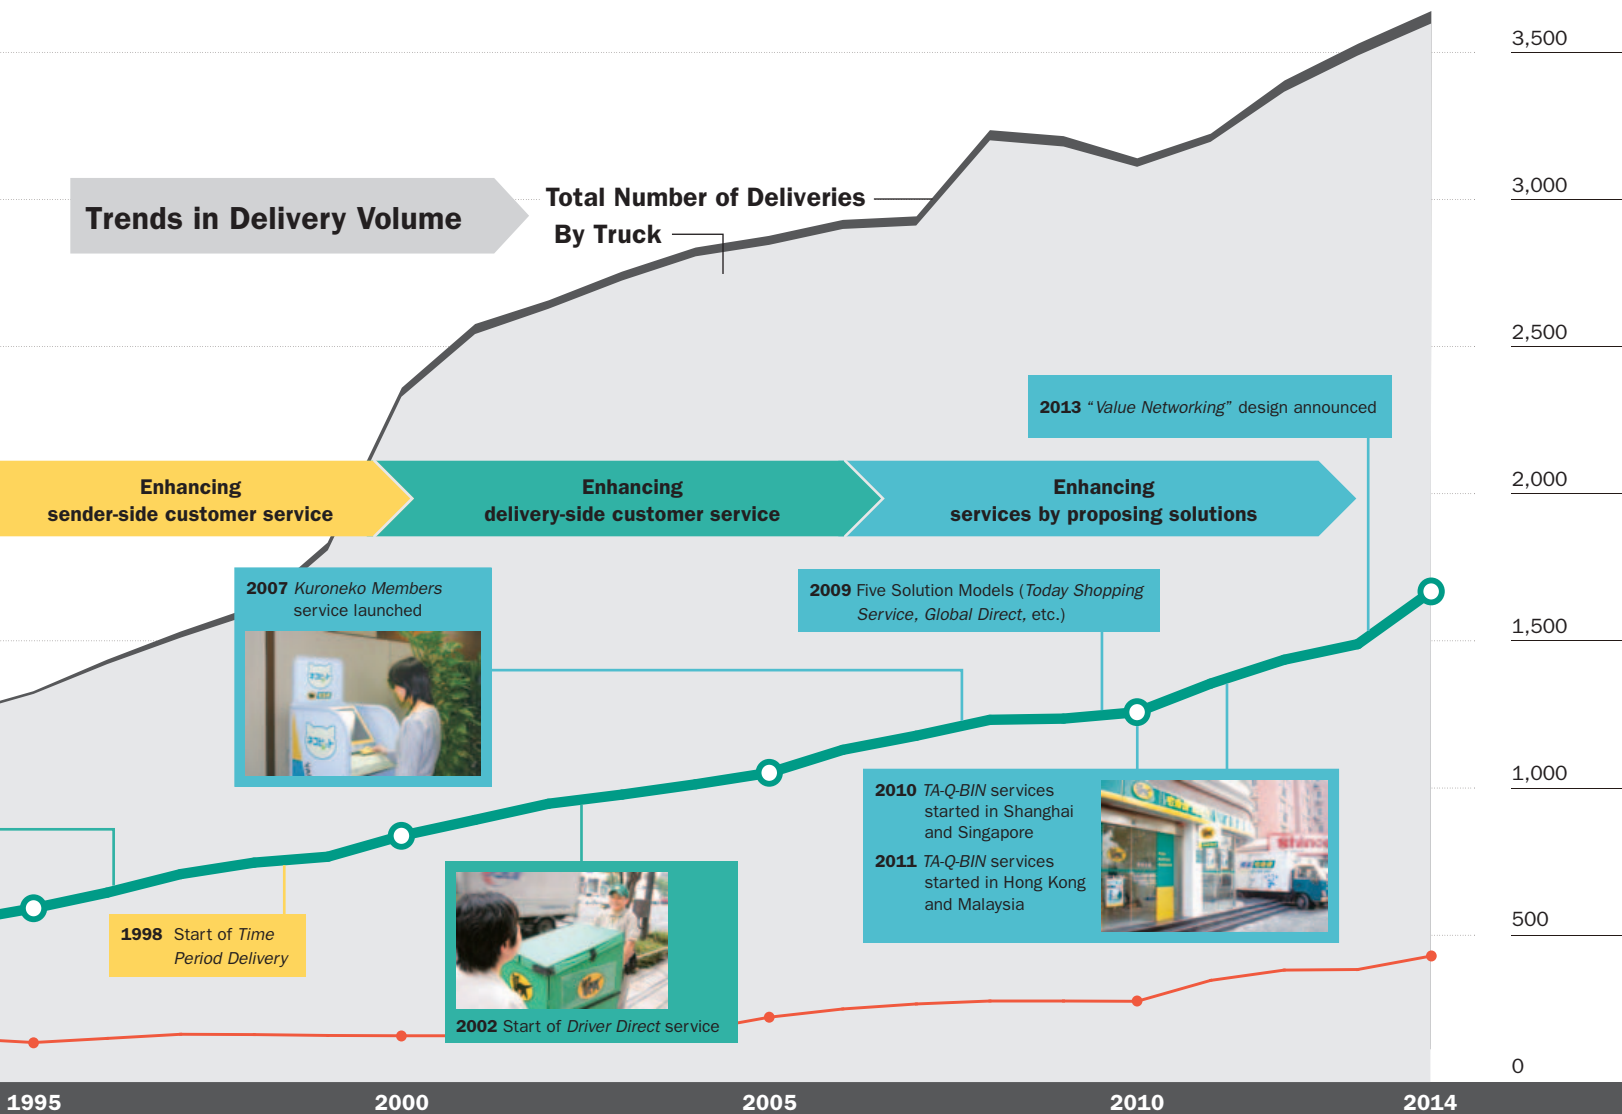 3,500
3,000
Trends in Delivery Volume
Total Number of Deliveries
By Truck
2,500
2013 “Value Networking” design announced
2,000
Enhancing
sender-side customer service
Enhancing
delivery-side customer service
Enhancing
services by proposing solutions
2007 Kuroneko Members
service launched
2009 Five Solution Models (Today Shopping
Service, Global Direct, etc.)
1,500
1,000
2010 TA-Q-BIN services
started in Shanghai
and Singapore
2011 TA-Q-BIN services
started in Hong Kong
and Malaysia
500
1998 Start of Time
Period Delivery
2002 Start of Driver Direct service
0
1995
2000
2005
2010
2014